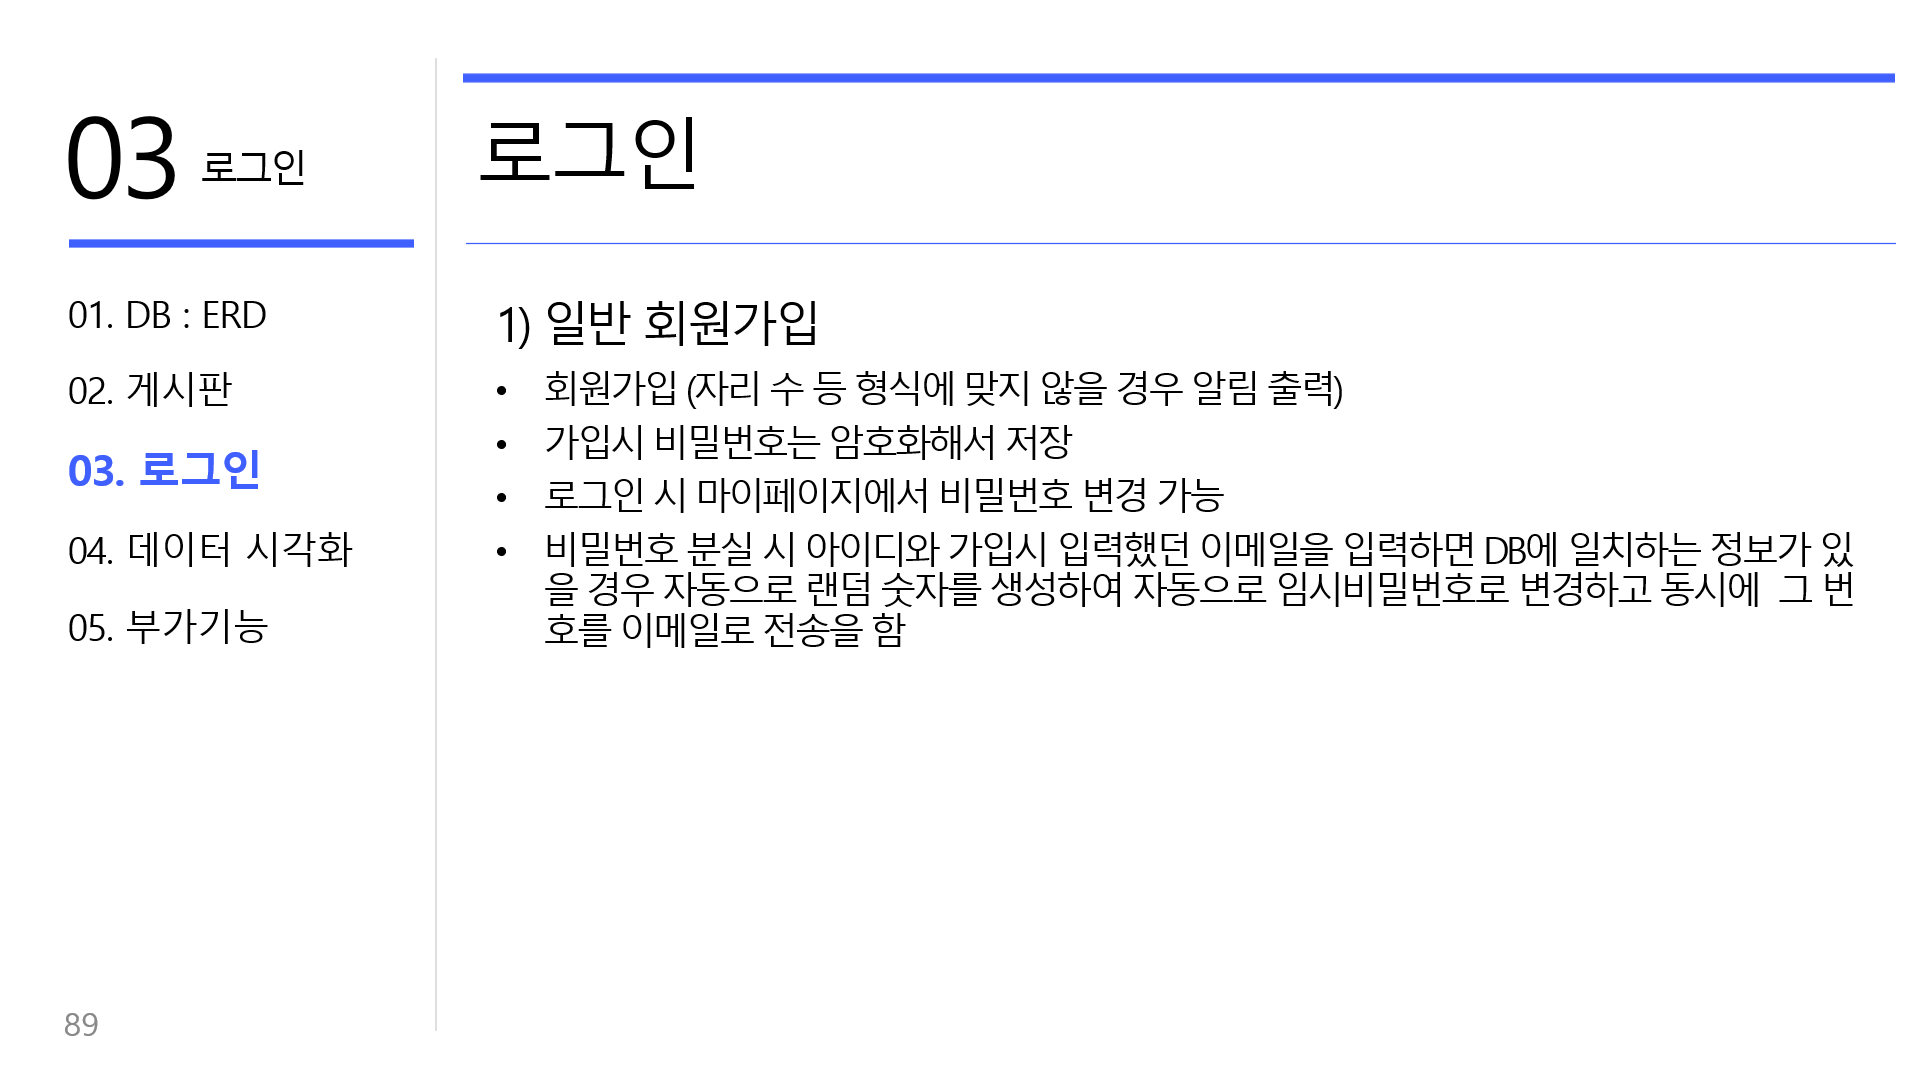 03 로그인
01. DB : ERD
02. 게시판
03. 로그인
04. 데이터 시각화
05. 부가기능
89
로그인
1) 일반 회원가입
• 회원가입 (자리 수 등 형식에 맞지 않을 경우 알림 출력)
• 가입시 비밀번호는 암호화해서 저장
• 로그인 시 마이페이지에서 비밀번호 변경 가능
• 비밀번호 분실 시 아이디와 가입시 입력했던 이메일을 입력하면 DB에 일치하는 정보가 있
을 경우 자동으로 랜덤 숫자를 생성하여 자동으로 임시비밀번호로 변경하고 동시에  그 번
호를 이메일로 전송을 함